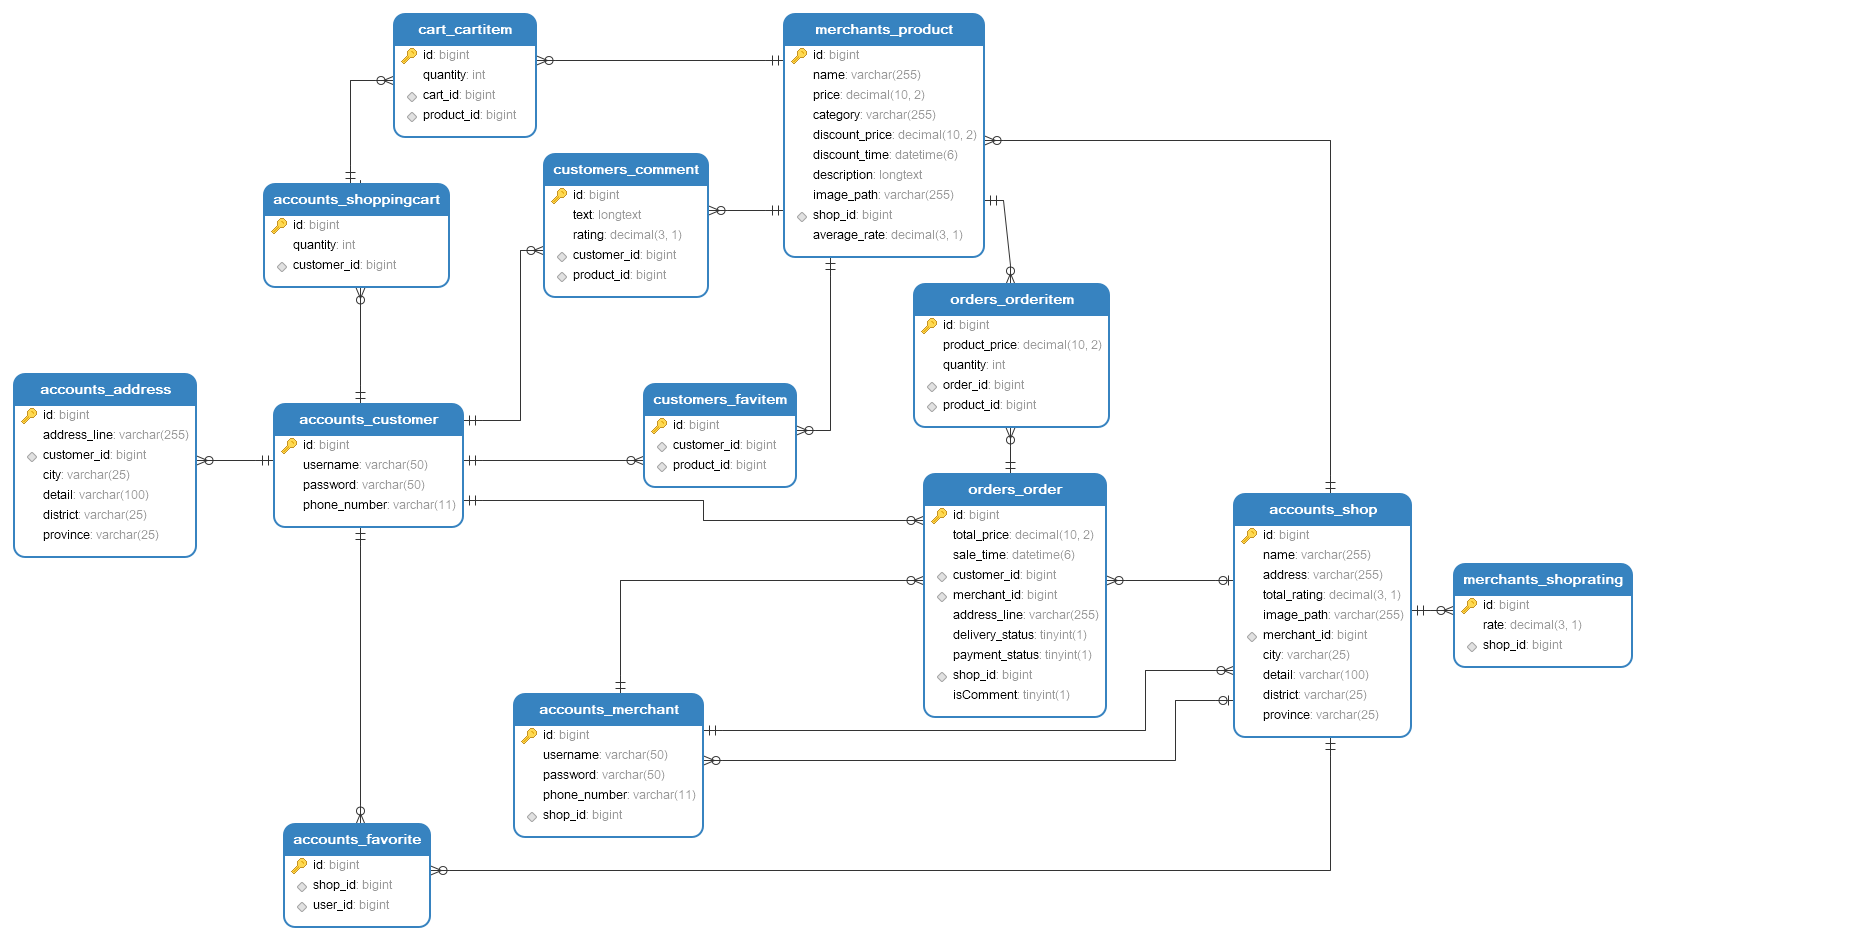 cart_cartitem
id: bigint
quantity: int
cart_id: bigint
product_id: bigint
merchants_product
id: bigint
name: varchar(255)
price: decimal(10, 2)
category: varchar(255)
discount_price: decimal(10, 2)
discount_time: datetime(6)
description: longtext
image_path: varchar(255)
shop_id: bigint
average_rate: decimal(3, 1)
customers_comment
id: bigint
text: longtext
rating: decimal(3, 1)
customer_id: bigint
product_id: bigint
accounts_shoppingcart
id: bigint
quantity: int
customer_id: bigint
orders_orderitem
id: bigint
product_price: decimal(10, 2)
quantity: int
order_id: bigint
product_id: bigint
accounts_address
id: bigint
address_line: varchar(255)
customer_id: bigint
city: varchar(25)
detail: varchar(100)
district: varchar(25)
province: varchar(25)
accounts_customer
id: bigint
username: varchar(50)
password: varchar(50)
phone_number: varchar(11)
customers_favitem
id: bigint
customer_id: bigint
product_id: bigint
orders_order
id: bigint
total_price: decimal(10, 2)
sale_time: datetime(6)
customer_id: bigint
merchant_id: bigint
address_line: varchar(255)
delivery_status: tinyint(1)
payment_status: tinyint(1)
shop_id: bigint
isComment: tinyint(1)
accounts_shop
id: bigint
name: varchar(255)
address: varchar(255)
total_rating: decimal(3, 1)
image_path: varchar(255)
merchant_id: bigint
city: varchar(25)
detail: varchar(100)
district: varchar(25)
province: varchar(25)
merchants_shoprating
id: bigint
rate: decimal(3, 1)
shop_id: bigint
accounts_merchant
id: bigint
username: varchar(50)
password: varchar(50)
phone_number: varchar(11)
shop_id: bigint
accounts_favorite
id: bigint
shop_id: bigint
user_id: bigint